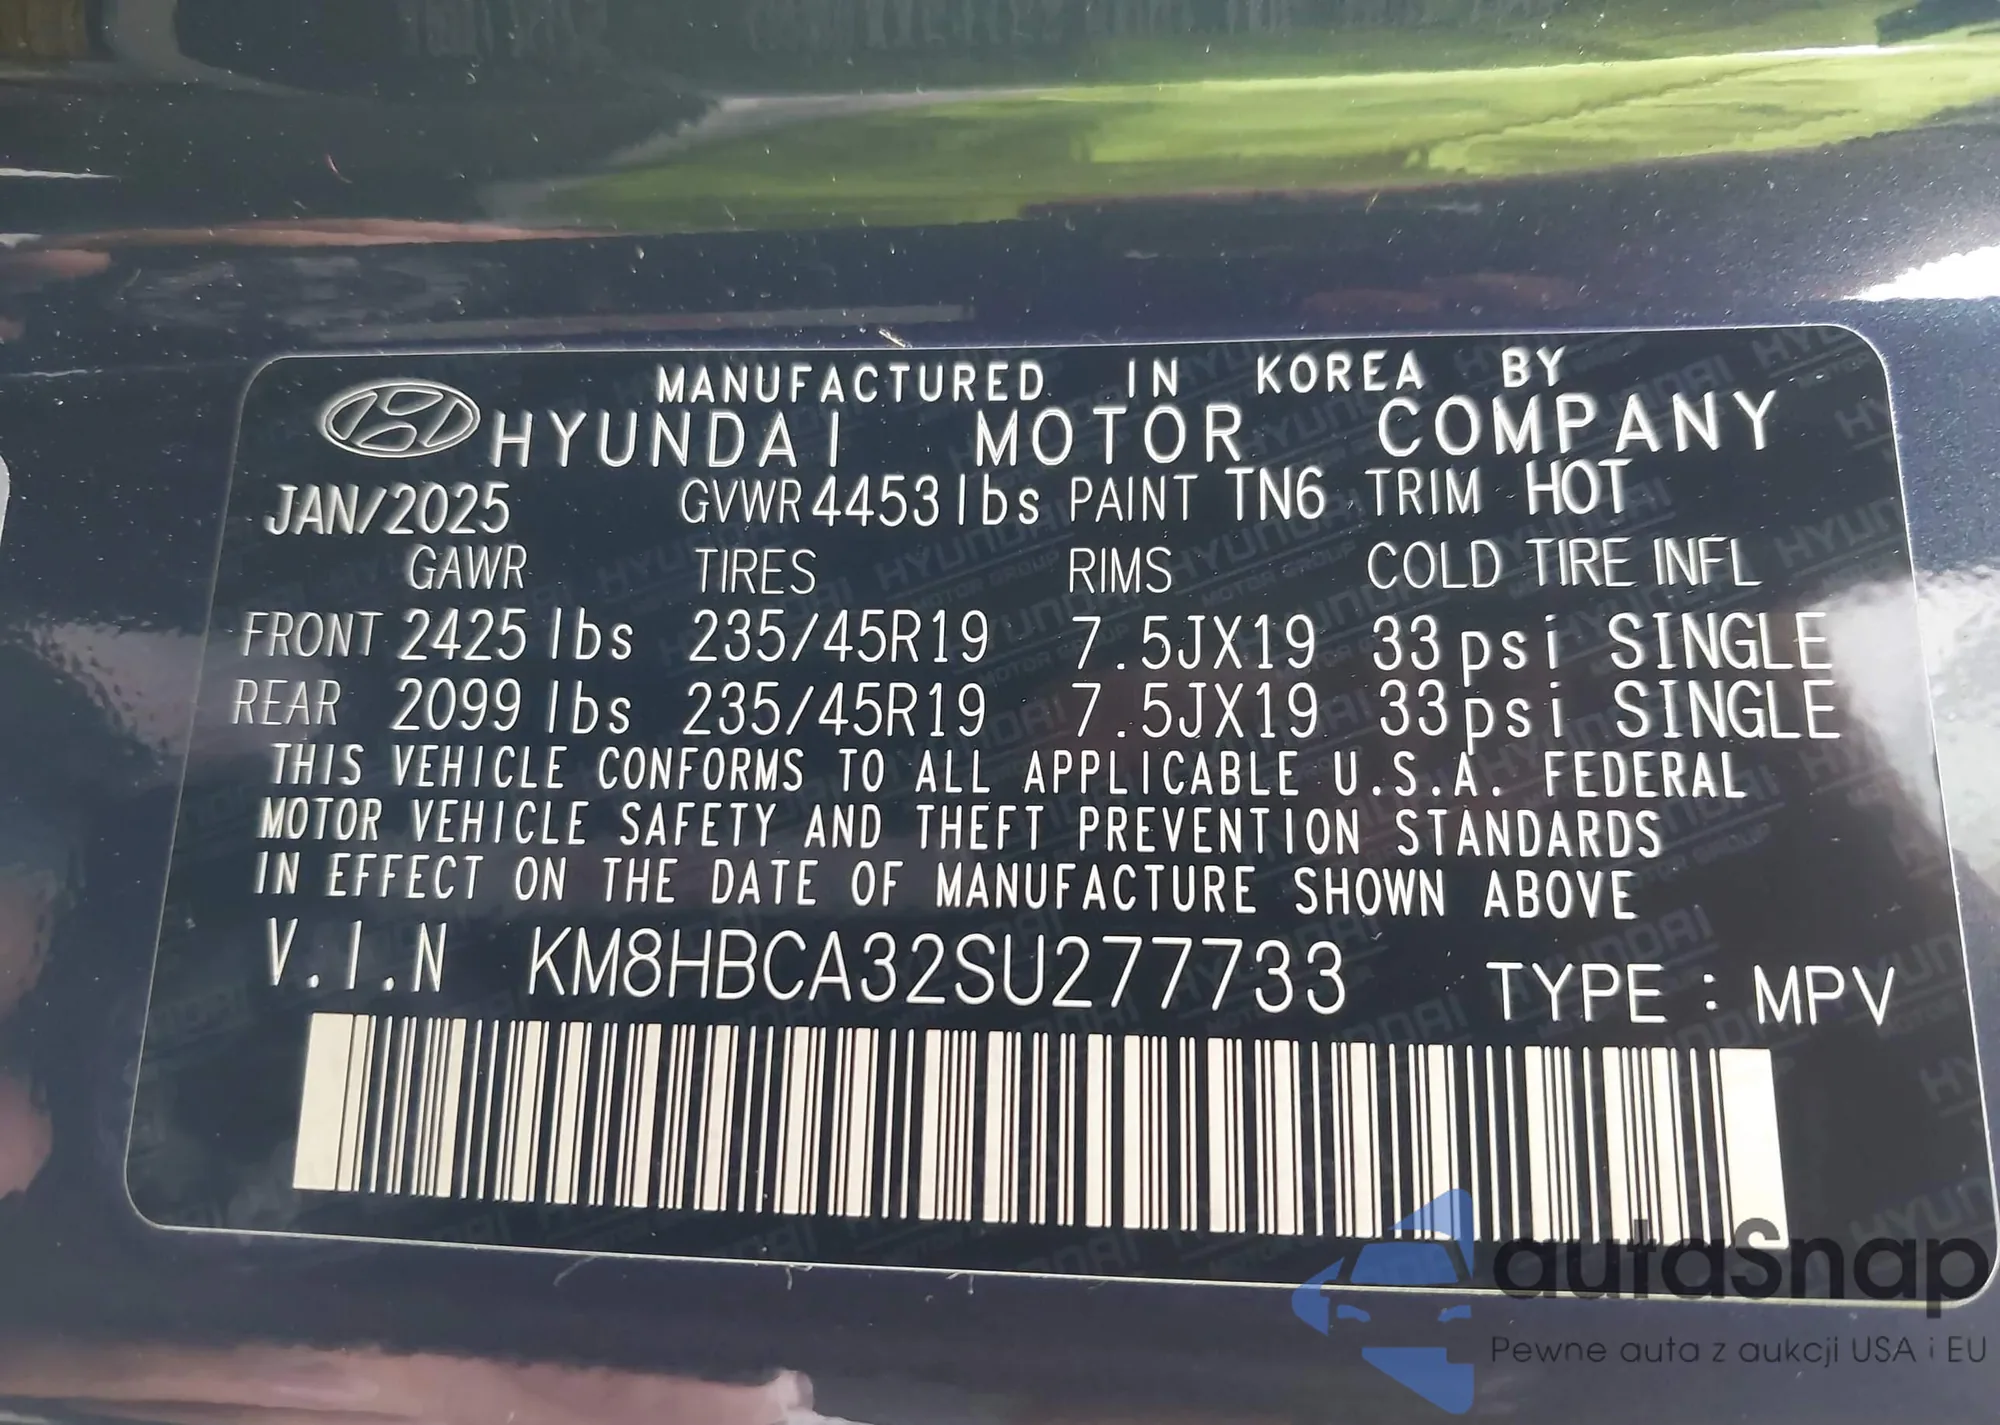 MANUFACTURED IN KOREA BY
HYUNDAI MOTOR COMPANY
JAN/2025 GVWR 4453 lbs PAINT TN6 TRIM HOT
GAWR TIRES RIMS COLD TIRE INFL
FRONT 2425 lbs 235/45R19 7.5JX19 33 psi SINGLE
REAR 2099 lbs 235/45R19 7.5JX19 33 psi SINGLE
THIS VEHICLE CONFORMS TO ALL APPLICABLE U.S.A. FEDERAL
MOTOR VEHICLE SAFETY AND THEFT PREVENTION STANDARDS
IN EFFECT ON THE DATE OF MANUFACTURE SHOWN ABOVE
V.I.N KM8HBCA32SU277733 TYPE : MPV
autasnap
Pewne auta z aukcji USA i EU